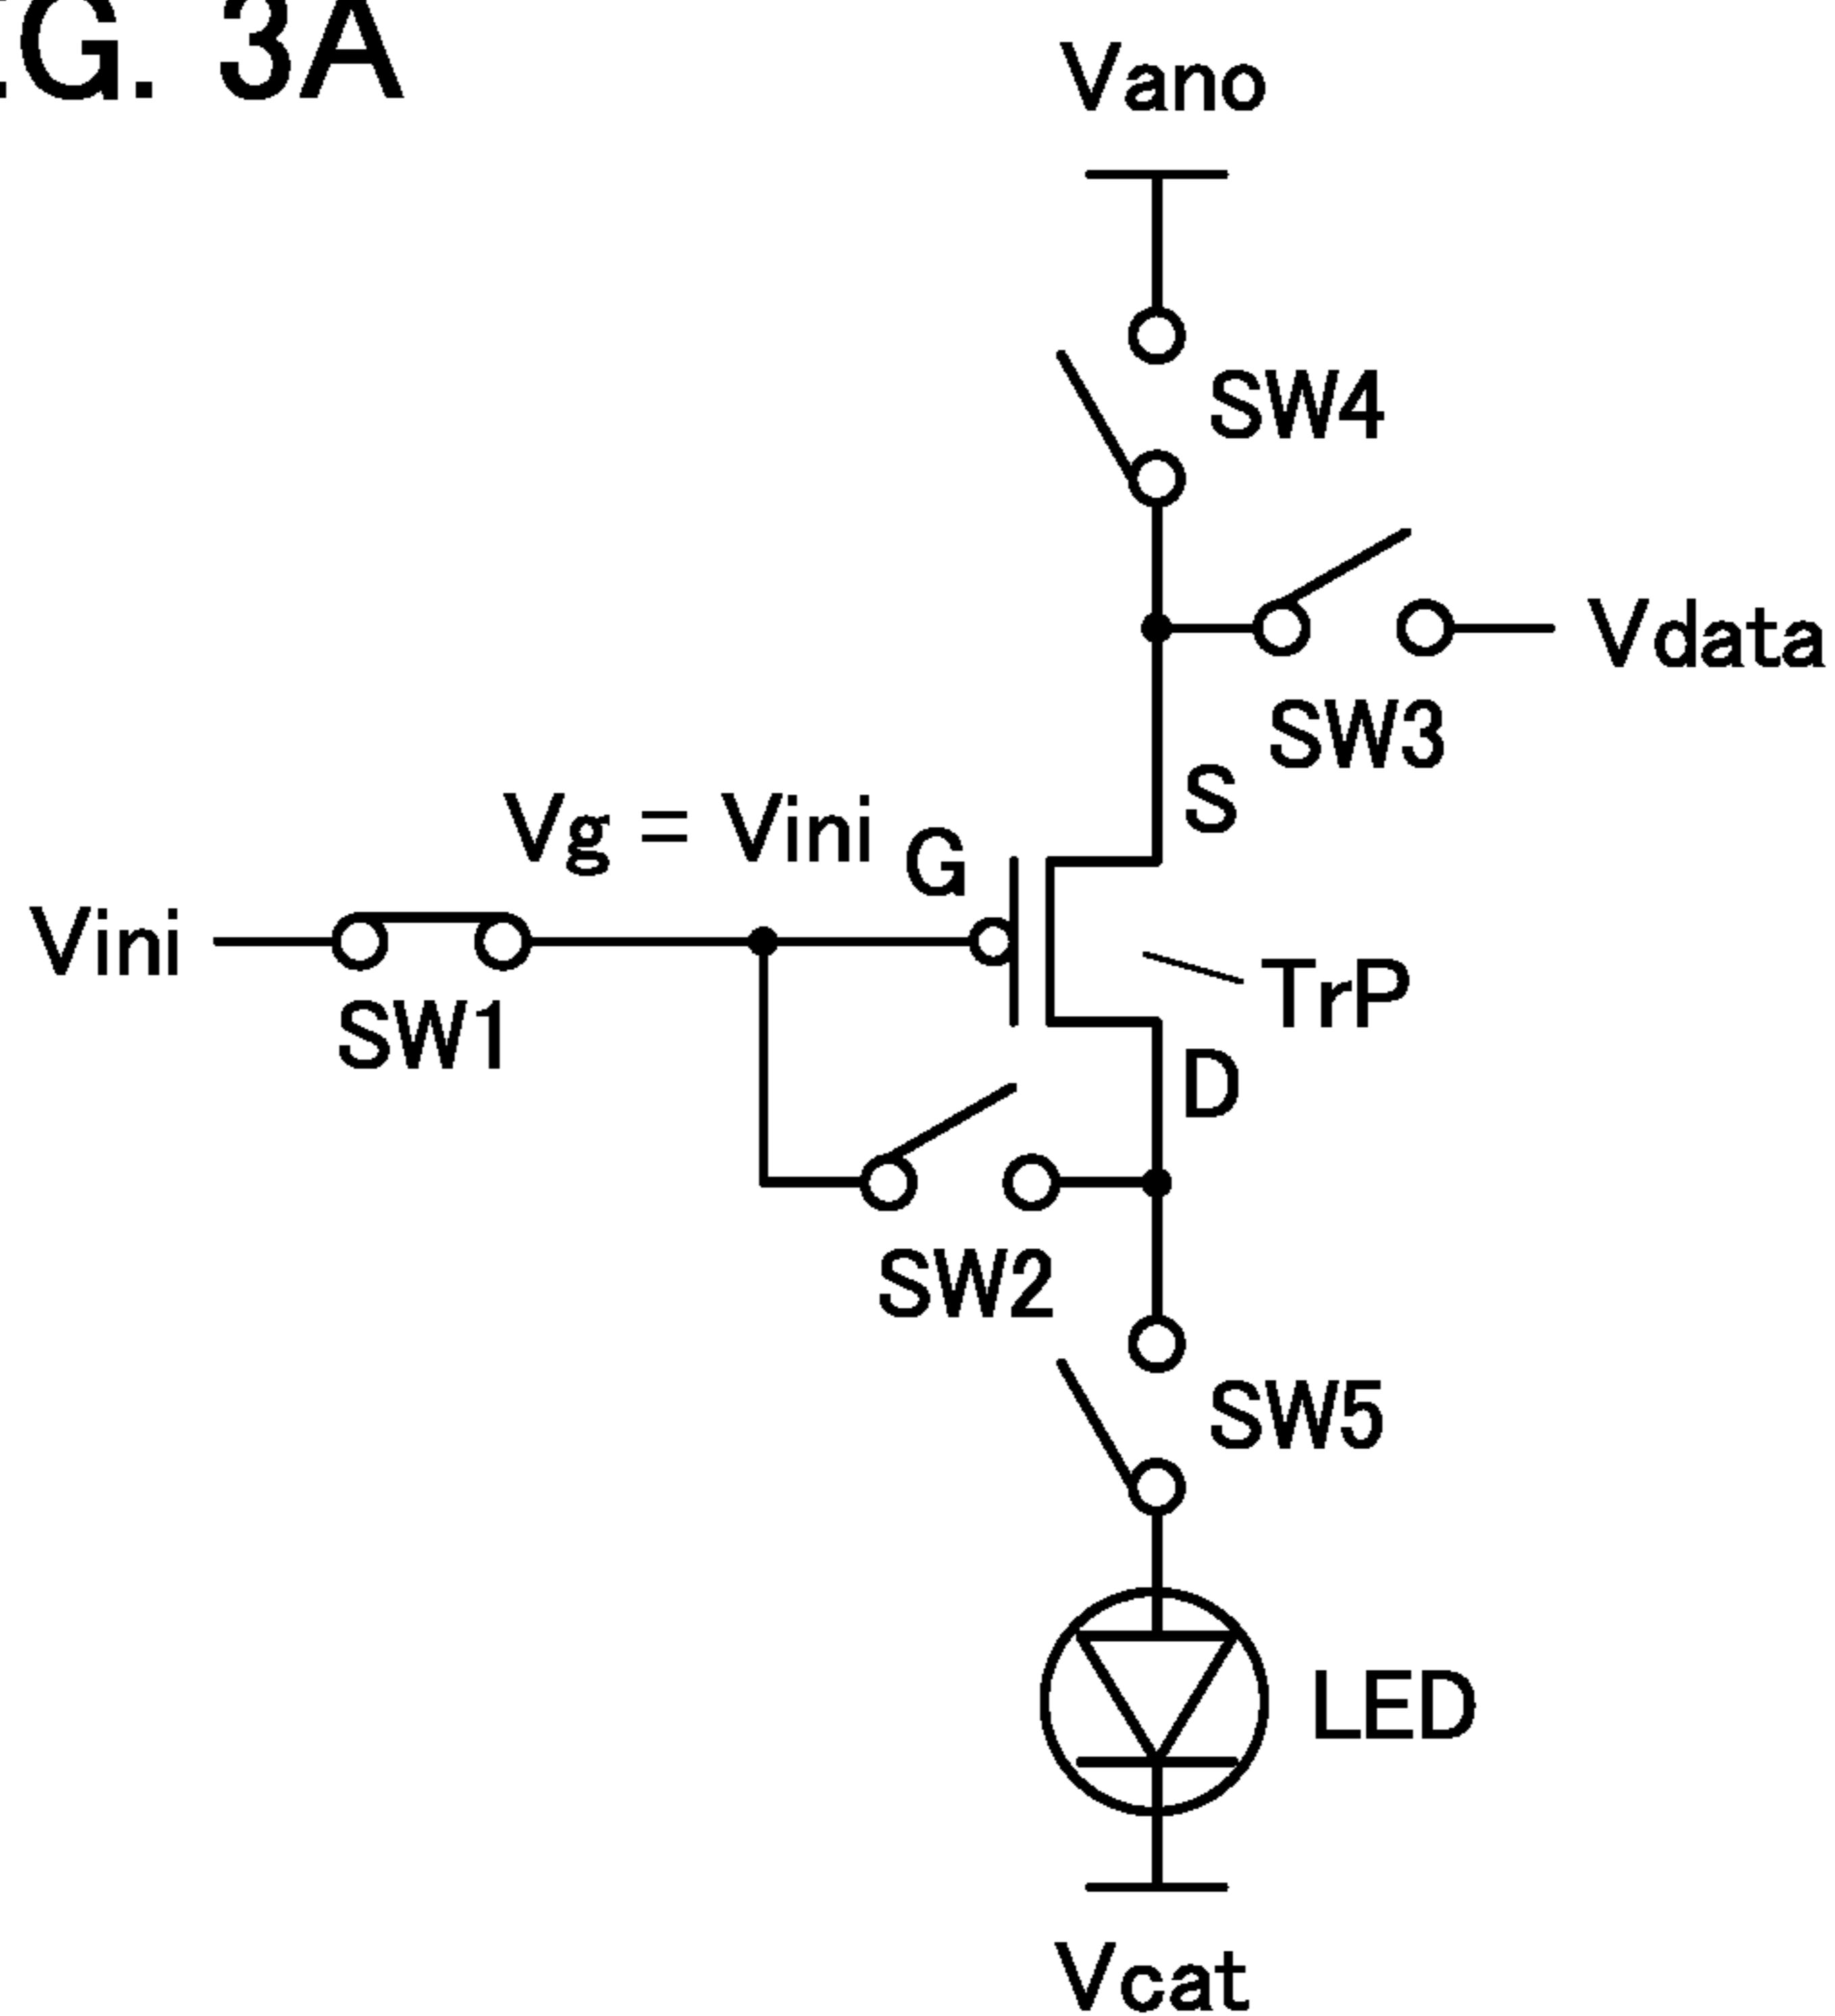 G. 3A
Vano
SW4
Vdata
SW3
S
Vg = Vini
G
Vini
TrP
SW1
D
SW2
SW5
LED
Vcat